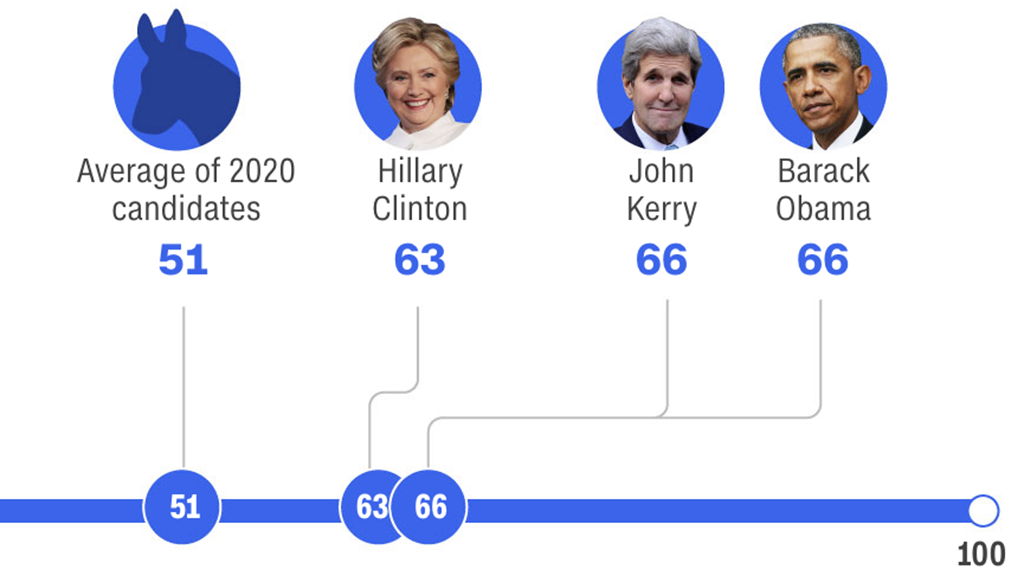 Average of 2020
candidates
51
Hillary
Clinton
63
John
Kerry
66
Barack
Obama
66
51
63
66
100